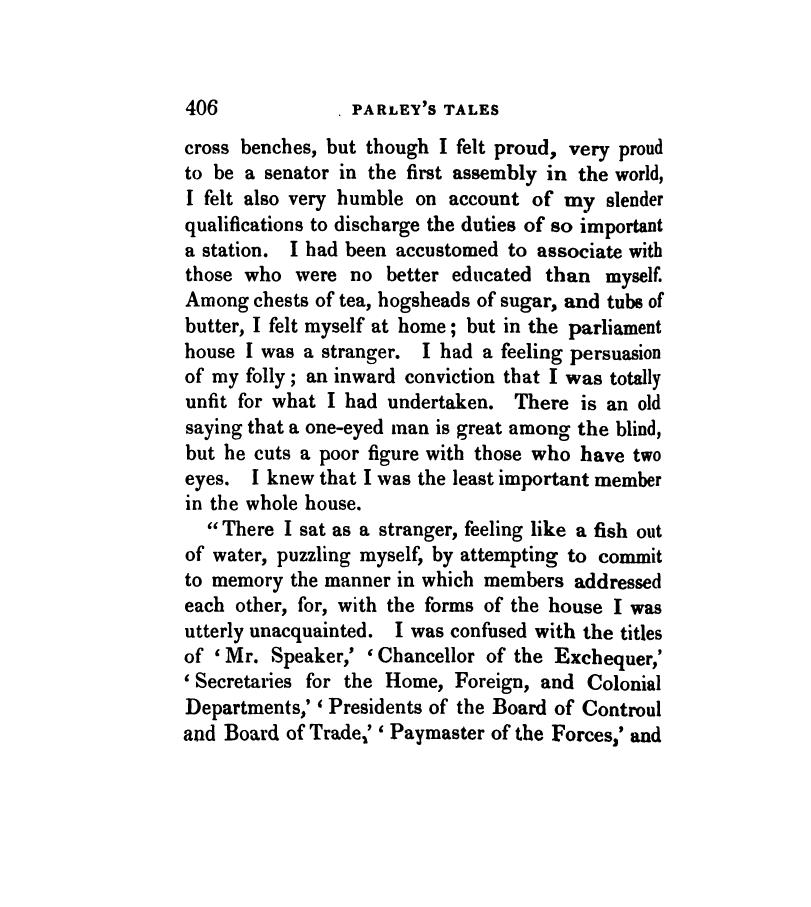 406 PARLEY'S TALES
cross benches, but though I felt proud, very proud
to be a senator in the first assembly in the world,
I felt also very humble on account of my slender
qualifications to discharge the duties of so important
a station. I had been accustomed to associate with
those who were no better educated than myself.
Among chests of tea, hogsheads of sugar, and tubs of
butter, I felt myself at home; but in the parliament
house I was a stranger. I had a feeling persuasion
of my folly; an inward conviction that I was totally
unfit for what I had undertaken. There is an old
saying that a one-eyed man is great among the blind,
but he cuts a poor figure with those who have two
eyes. I knew that I was the least important member
in the whole house.
“There I sat as a stranger, feeling like a fish out
of water, puzzling myself, by attempting to commit
to memory the manner in which members addressed
each other, for, with the forms of the house I was
utterly unacquainted. I was confused with the titles
of ‘Mr. Speaker,’ ‘Chancellor of the Exchequer,’
‘Secretaries for the Home, Foreign, and Colonial
Departments,’ ‘Presidents of the Board of Controul
and Board of Trade,’ ‘Paymaster of the Forces,’ and